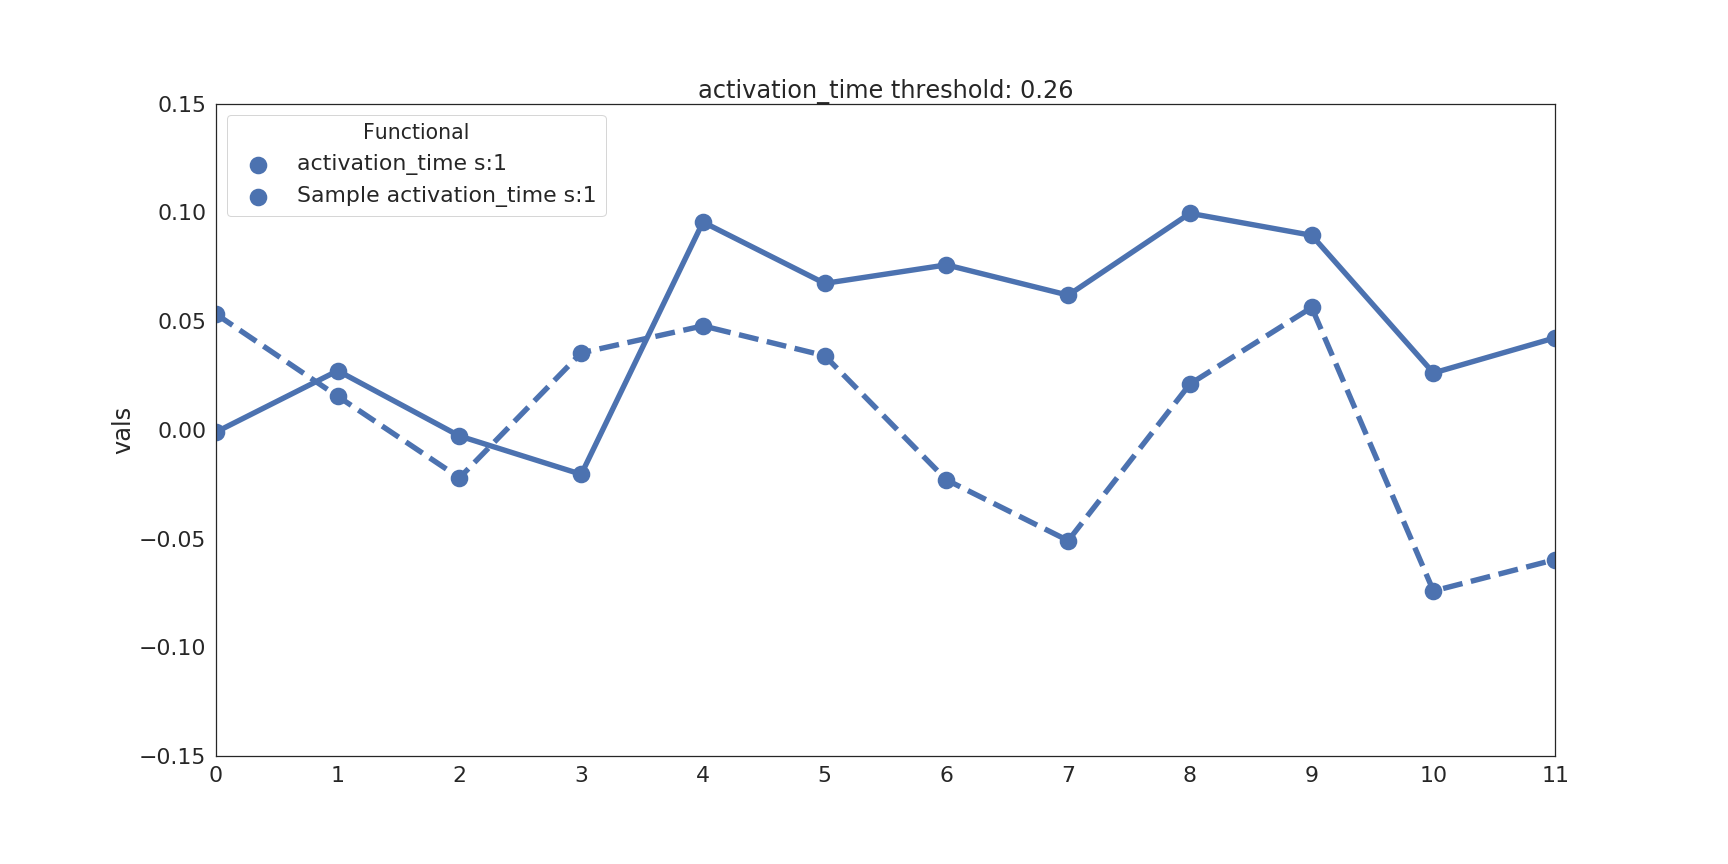 activation_time threshold: 0.26
0.15
0.10
0.05
0.00
−0.05
−0.10
−0.15
vals
Functional
activation_time s:1
Sample activation_time s:1
0 1 2 3 4 5 6 7 8 9 10 11